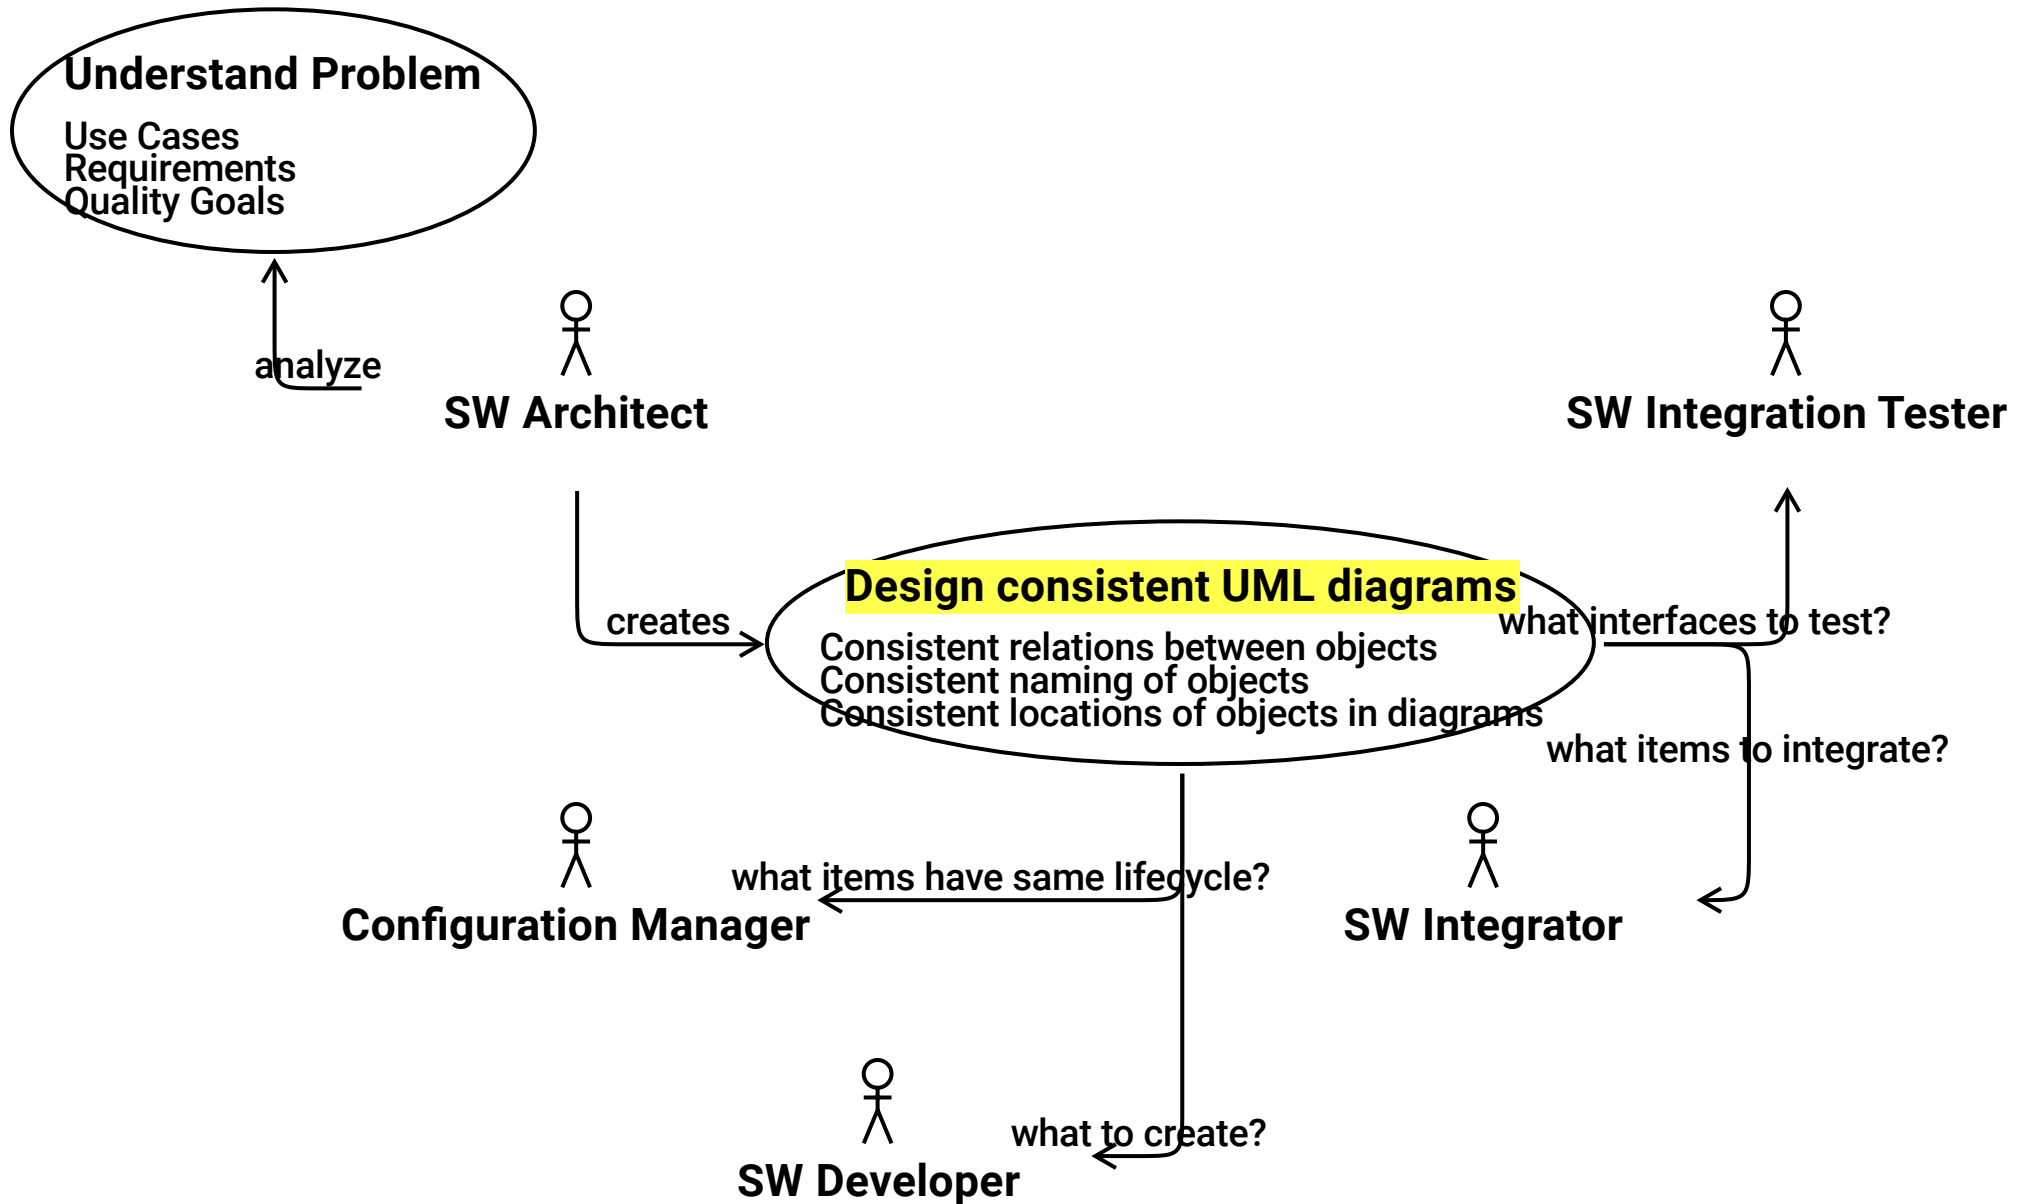 Understand Problem
Use Cases
Requirements
Quality Goals
analyze
SW Architect
SW Integration Tester
creates
Design consistent UML diagrams
Consistent relations between objects
Consistent naming of objects
Consistent locations of objects in diagrams
what interfaces to test?
what items to integrate?
what items have same lifecycle?
Configuration Manager
SW Integrator
what to create?
SW Developer